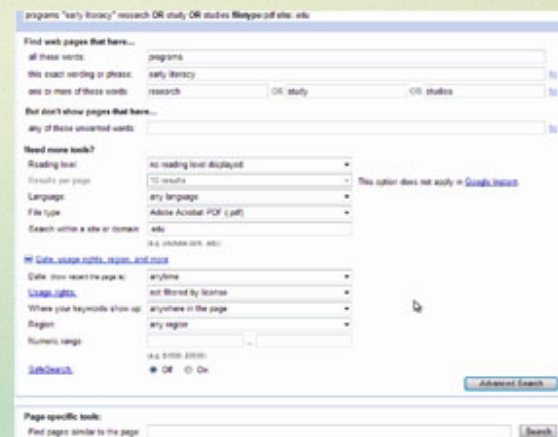 programs "early literacy" research OR study OR studies filetype:pdf site: edu
Find web pages that have...
all these words: programs
this exact wording or phrase: early literacy
one or more of these words: research OR study OR studies
But don't show pages that have...
any of these unwanted words:
Need more tools?
Reading level: no reading level displayed
Results per page: 10 results This option does not apply in Google Instant.
Language: any language
File type: Adobe Acrobat PDF (.pdf)
Search within a site or domain: edu
(e.g. youtube.com, .edu)
Date, usage rights, region, and more
Date: (how recent the page is) anytime
Usage rights: not filtered by license
Where your keywords show up: anywhere in the page
Region: any region
Numeric range: ..
SafeSearch: Off On
Advanced Search
Page-specific tools:
Find pages similar to the page: Search